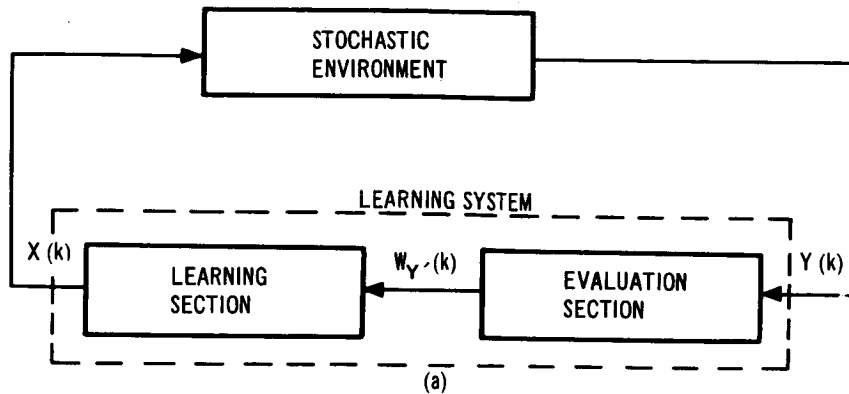 STOCHASTIC
ENVIRONMENT
LEARNING SYSTEM
X (k)
LEARNING
SECTION
W_Y´(k)
EVALUATION
SECTION
Y (k)
(a)